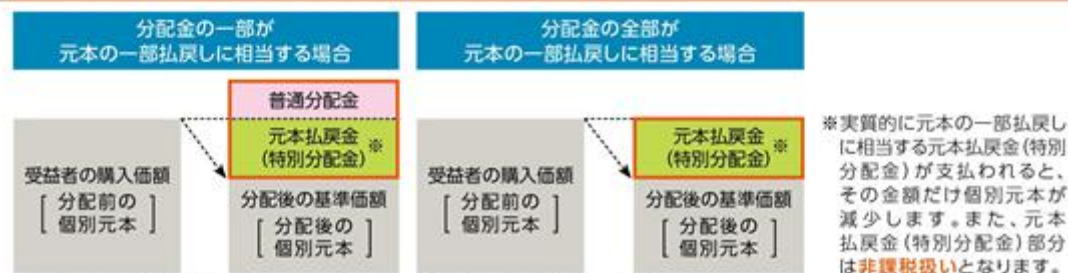 分配金の一部が
元本の一部払戻しに相当する場合
分配金の全部が
元本の一部払戻しに相当する場合
普通分配金
元本払戻金
(特別分配金)
※
受益者の購入価額
[分配前の
個別元本]
分配後の基準価額
[分配後の
個別元本]
元本払戻金
(特別分配金)
※
受益者の購入価額
[分配前の
個別元本]
分配後の基準価額
[分配後の
個別元本]
※実質的に元本の一部払戻し
に相当する元本払戻金(特別
分配金)が支払われると、
その金額だけ個別元本が
減少します。また、元本
払戻金(特別分配金)部分
は非課税扱いとなります。